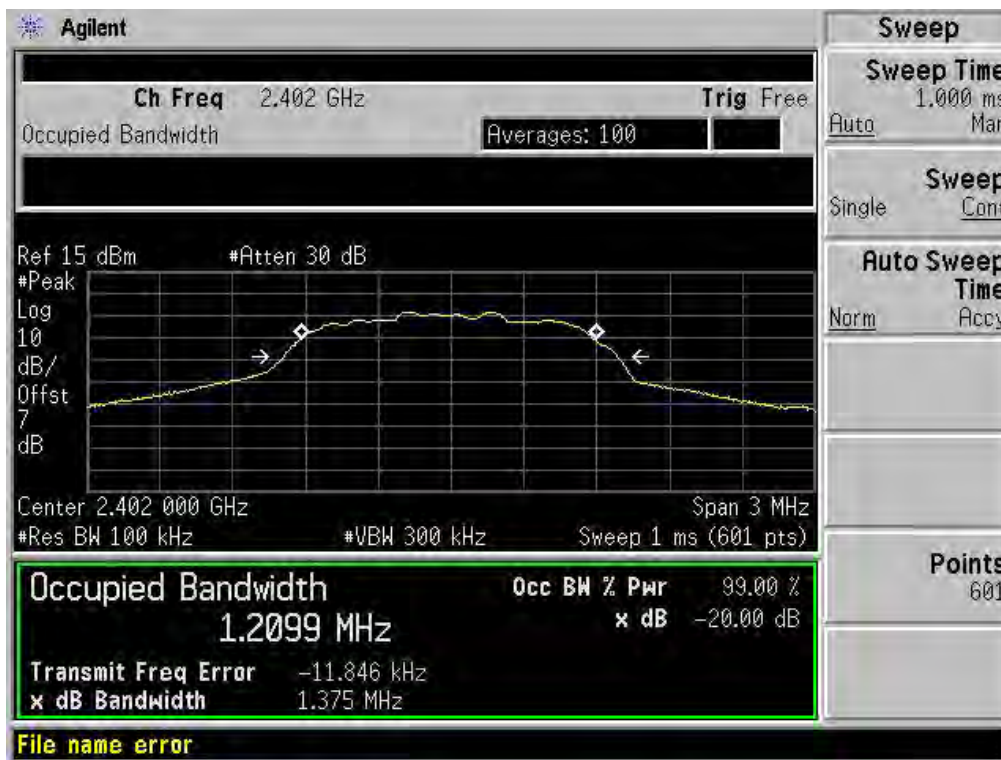 Agilent
Sweep
Ch Freq 2.402 GHz Trig Free
Occupied Bandwidth Averages: 100
Sweep Time
1.000 ms
Auto Man
Sweep
Single Cont
Auto Sweep
Time
Norm Accy
Points
601
Ref 15 dBm #Atten 30 dB
#Peak
Log
10
dB/
Offst
7
dB
Center 2.402 000 GHz Span 3 MHz
#Res BW 100 kHz #VBW 300 kHz Sweep 1 ms (601 pts)
Occupied Bandwidth Occ BW % Pwr 99.00 %
1.2099 MHz x dB -20.00 dB
Transmit Freq Error -11.846 kHz
x dB Bandwidth 1.375 MHz
File name error